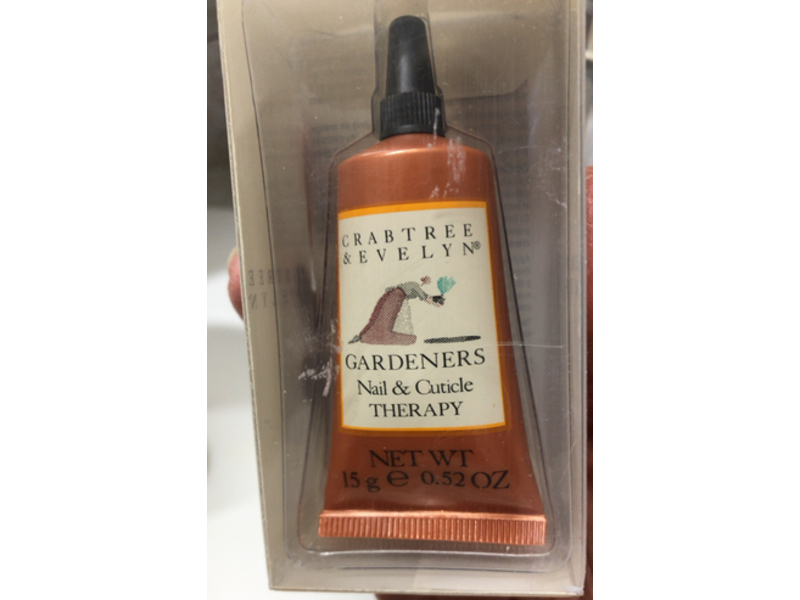 CRABTREE
& EVELYN®
GARDENERS
Nail & Cuticle
THERAPY
NET WT
15 g ℮ 0.52 OZ